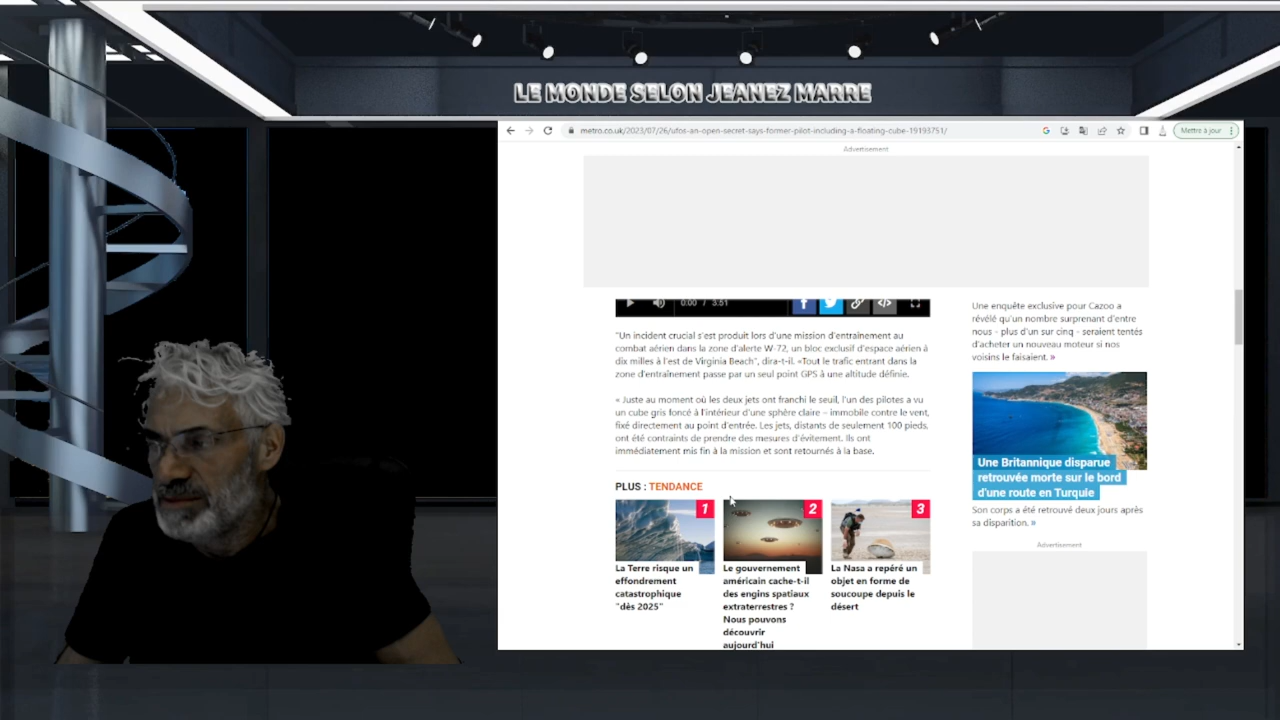 LE MONDE SELON JEANEZ MARRE
metro.co.uk/2023/07/26/ufos-an-open-secret-says-former-pilot-including-a-floating-cube-19193751/
Mettre à jour
Advertisement
0:00 / 3:51
"Un incident crucial s'est produit lors d'une mission d'entraînement au
combat aérien dans la zone d'alerte W-72, un bloc exclusif d'espace aérien à
dix milles à l'est de Virginia Beach", dira-t-il. «Tout le trafic entrant dans la
zone d'entraînement passe par un seul point GPS à une altitude définie.
« Juste au moment où les deux jets ont franchi le seuil, l'un des pilotes a vu
un cube gris foncé à l'intérieur d'une sphère claire – immobile contre le vent,
fixé directement au point d'entrée. Les jets, distants de seulement 100 pieds,
ont été contraints de prendre des mesures d'évitement. Ils ont
immédiatement mis fin à la mission et sont retournés à la base.
PLUS : TENDANCE
1
La Terre risque un
effondrement
catastrophique
"dès 2025"
2
Le gouvernement
américain cache-t-il
des engins spatiaux
extraterrestres ?
Nous pouvons
découvrir
aujourd'hui
3
La Nasa a repéré un
objet en forme de
soucoupe depuis le
désert
Une enquête exclusive pour Cazoo a
révélé qu'un nombre surprenant d'entre
nous - plus d'un sur cinq - seraient tentés
d'acheter un nouveau moteur si nos
voisins le faisaient. »
Une Britannique disparue
retrouvée morte sur le bord
d'une route en Turquie
Son corps a été retrouvé deux jours après
sa disparition. »
Advertisement